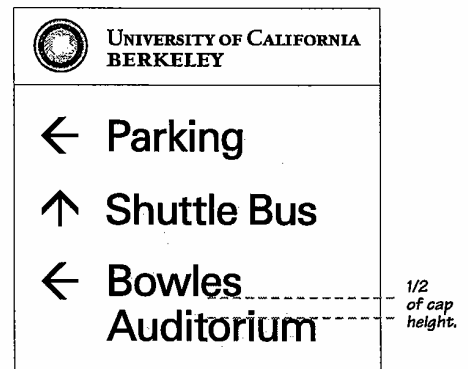 UNIVERSITY OF CALIFORNIA
BERKELEY
← Parking
↑ Shuttle Bus
← Bowles
Auditorium
1/2
of cap
height.